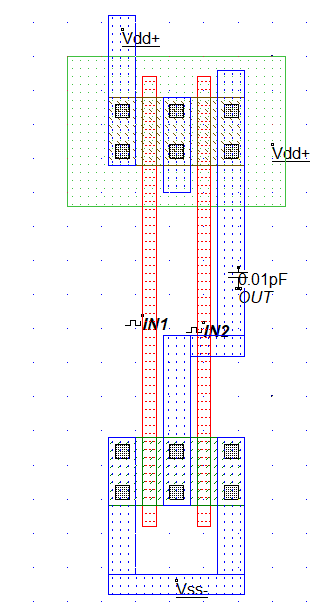 Vdd+
Vdd+
0.01pF
OUT
IN1
IN2
Vss-